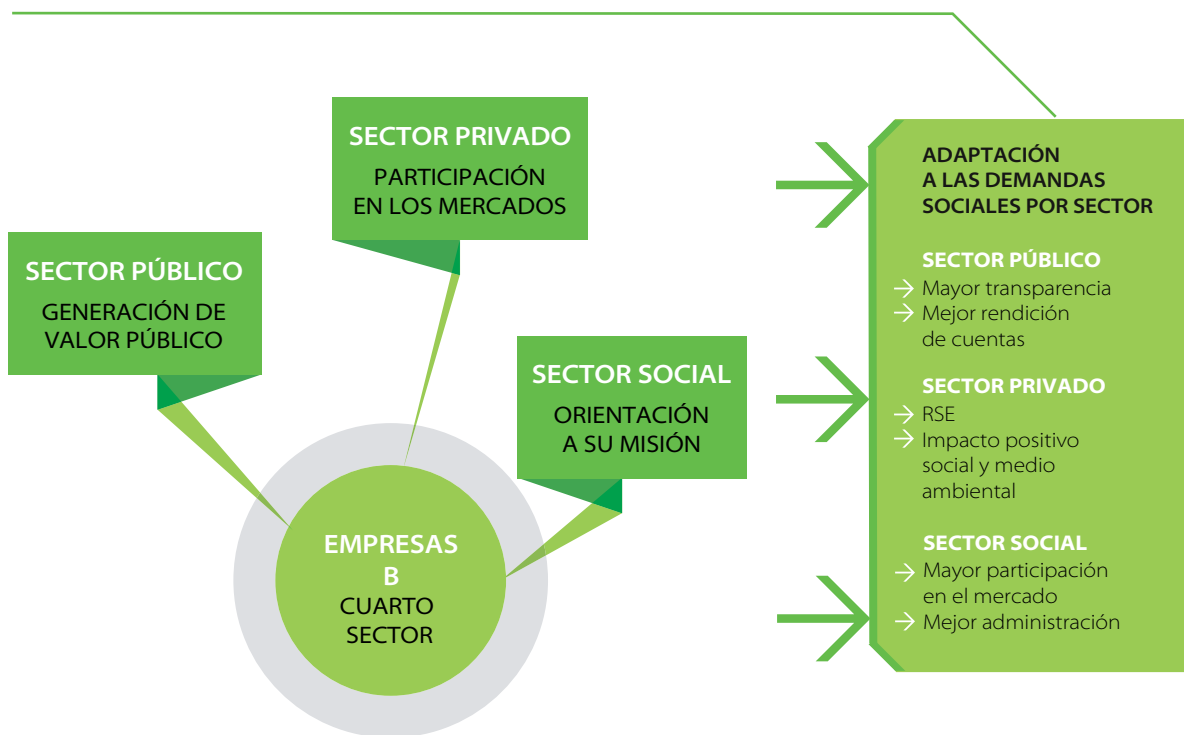 SECTOR PRIVADO
PARTICIPACIÓN
EN LOS MERCADOS
SECTOR PÚBLICO
GENERACIÓN DE
VALOR PÚBLICO
SECTOR SOCIAL
ORIENTACIÓN
A SU MISIÓN
EMPRESAS
B
CUARTO
SECTOR
ADAPTACIÓN
A LAS DEMANDAS
SOCIALES POR SECTOR
SECTOR PÚBLICO
→ Mayor transparencia
→ Mejor rendición
de cuentas
SECTOR PRIVADO
→ RSE
→ Impacto positivo
social y medio
ambiental
SECTOR SOCIAL
→ Mayor participación
en el mercado
→ Mejor administración